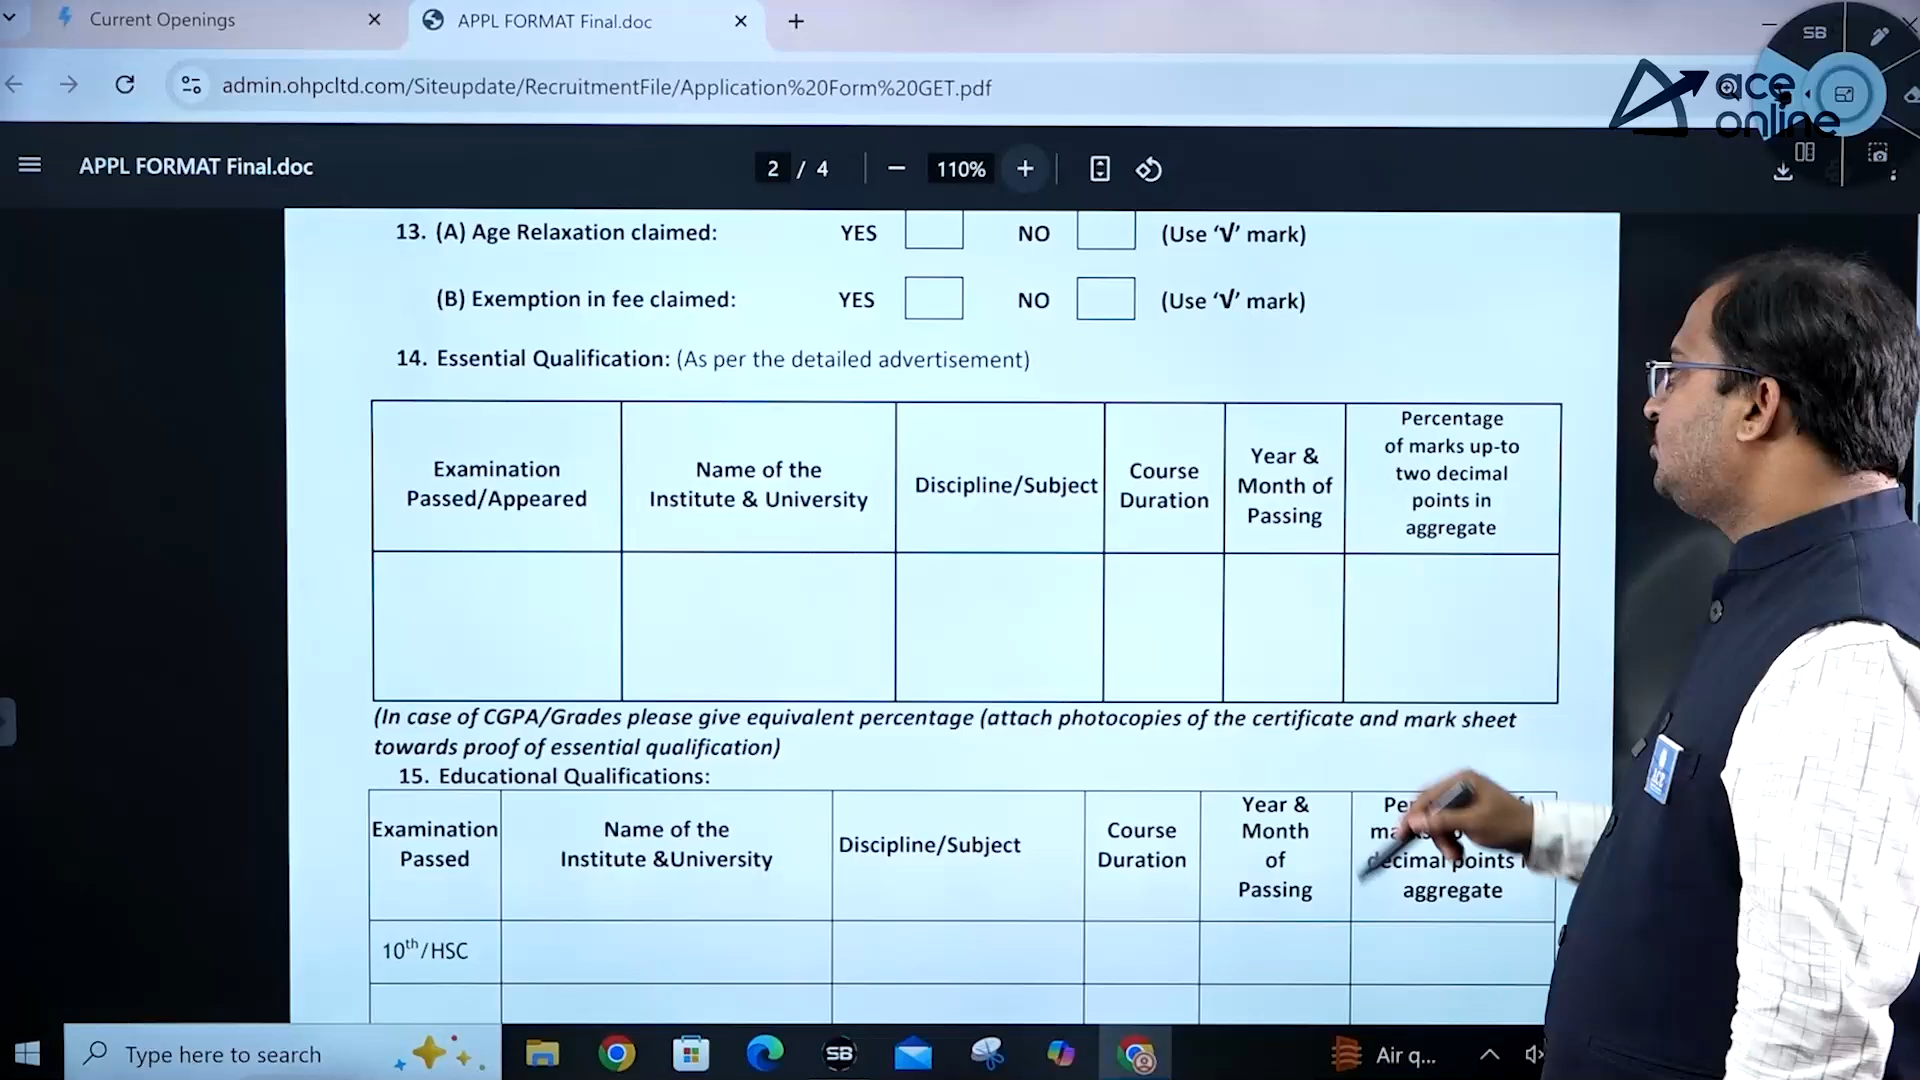 Current Openings
APPL FORMAT Final.doc
admin.ohpcltd.com/Siteupdate/RecruitmentFile/Application%20Form%20GET.pdf
SB
ace
online
APPL FORMAT Final.doc
2 / 4
110%
13. (A) Age Relaxation claimed: YES NO (Use ‘√’ mark)
(B) Exemption in fee claimed: YES NO (Use ‘√’ mark)
14. Essential Qualification: (As per the detailed advertisement)
Examination
Passed/Appeared
Name of the
Institute & University
Discipline/Subject
Course
Duration
Year &
Month of
Passing
Percentage
of marks up-to
two decimal
points in
aggregate
(In case of CGPA/Grades please give equivalent percentage (attach photocopies of the certificate and mark sheet
towards proof of essential qualification)
15. Educational Qualifications:
Examination
Passed
Name of the
Institute &University
Discipline/Subject
Course
Duration
Year &
Month
of
Passing
decimal points
aggregate
10th/HSC
ACE
Type here to search
SB
Air q...